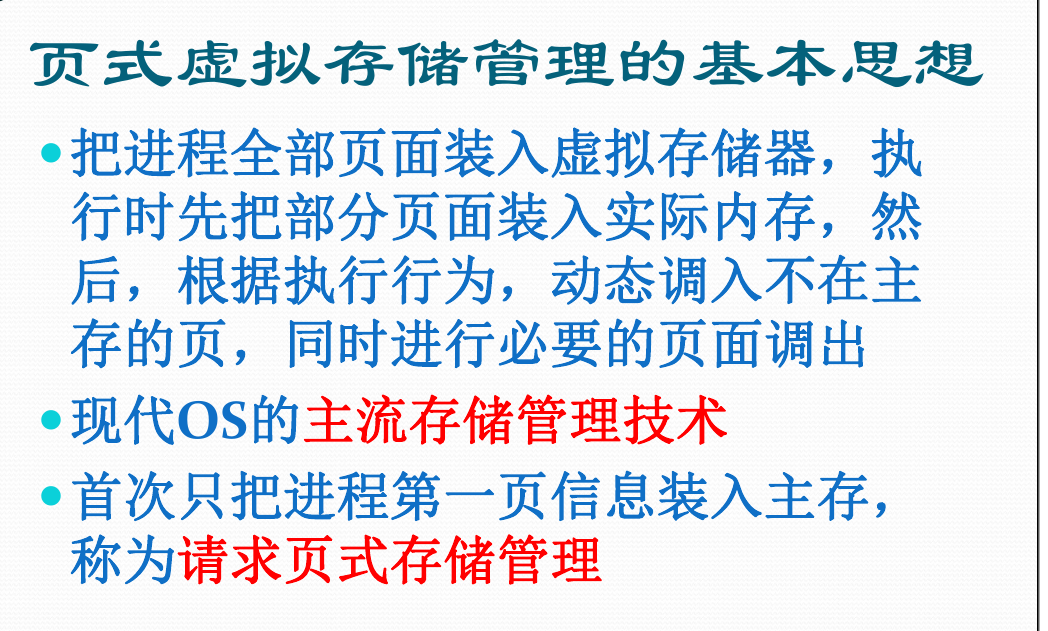 页式虚拟存储管理的基本思想
•把进程全部页面装入虚拟存储器，执
行时先把部分页面装入实际内存，然
后，根据执行行为，动态调入不在主
存的页，同时进行必要的页面调出
•现代OS的主流存储管理技术
•首次只把进程第一页信息装入主存，
称为请求页式存储管理